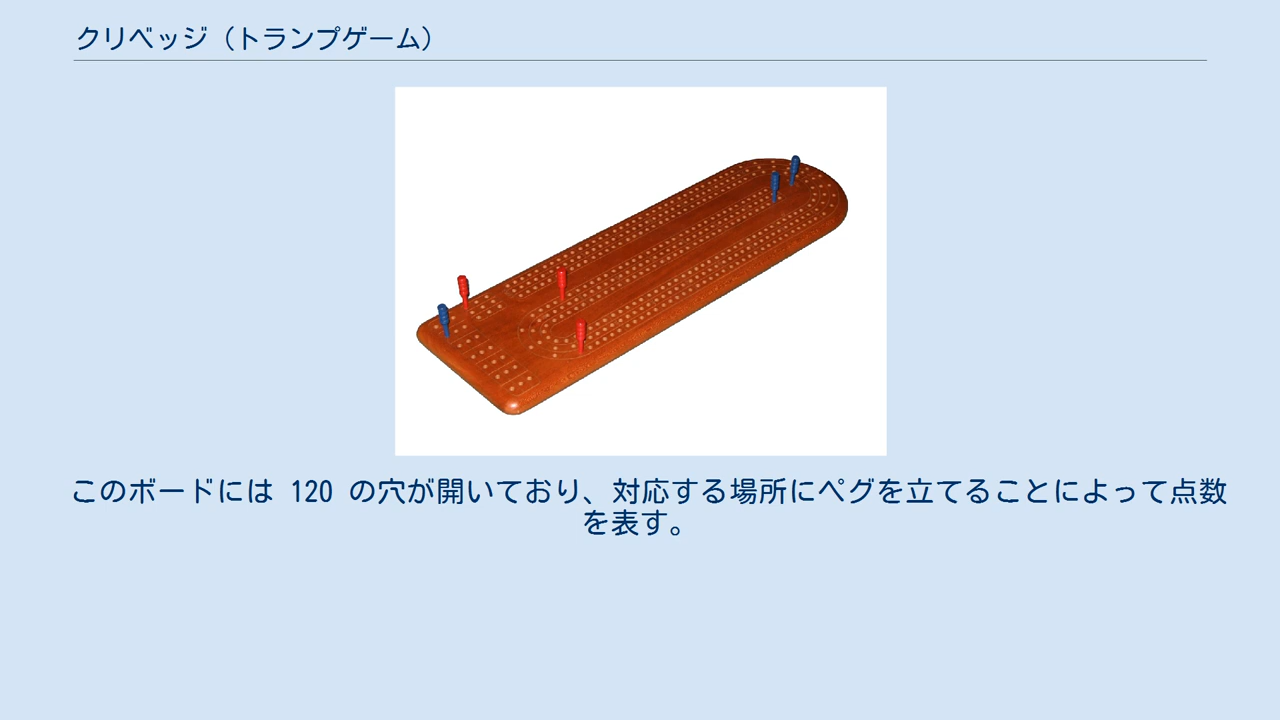 クリベッジ（トランプゲーム）
このボードには 120 の穴が開いており、対応する場所にペグを立てることによって点数
を表す。